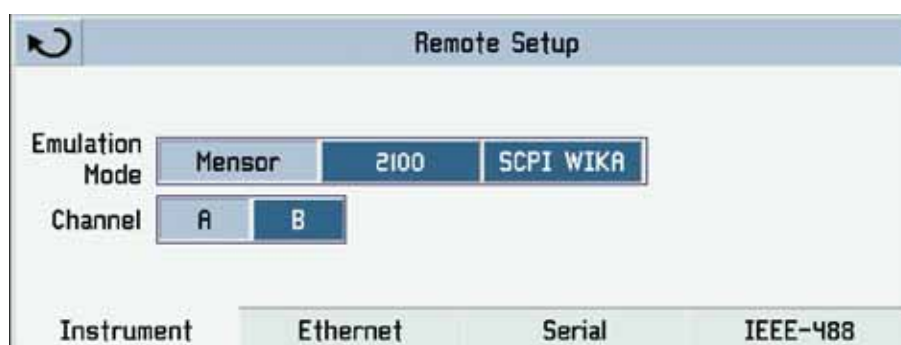 Remote Setup
Emulation
Mode
Mensor 2100 SCPI WIKA
Channel A B
Instrument Ethernet Serial IEEE-488